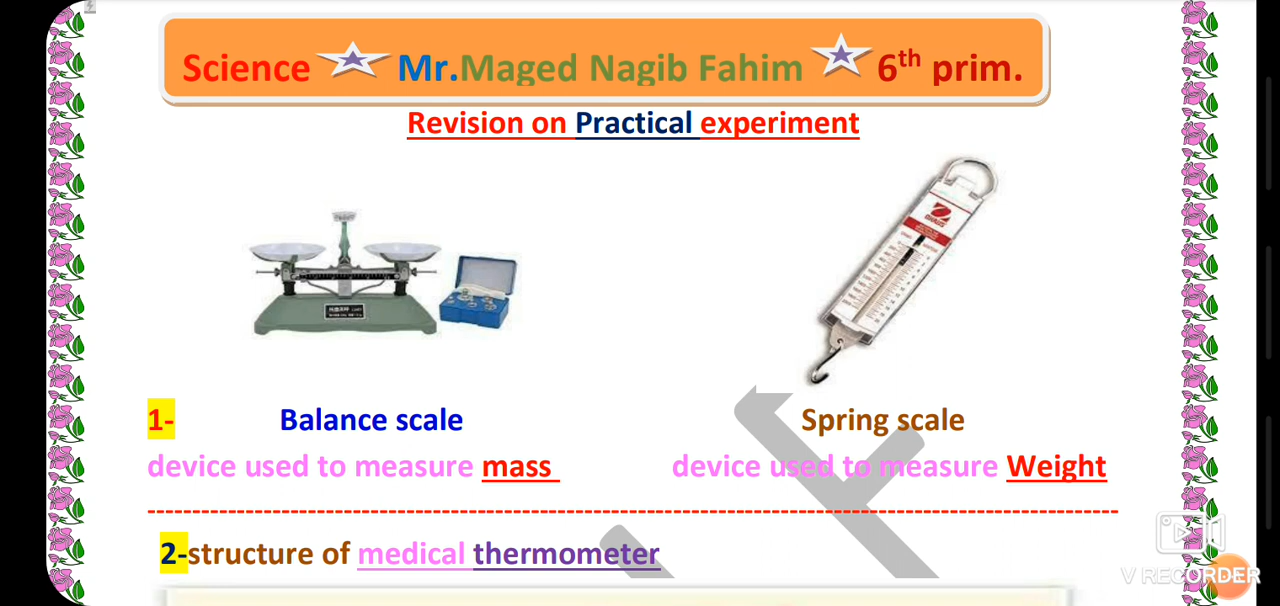 Science Mr.Maged Nagib Fahim 6th prim.
Revision on Practical experiment
OHAUS
1- Balance scale Spring scale
device used to measure mass device used to measure Weight
2-structure of medical thermometer
V RECORDER